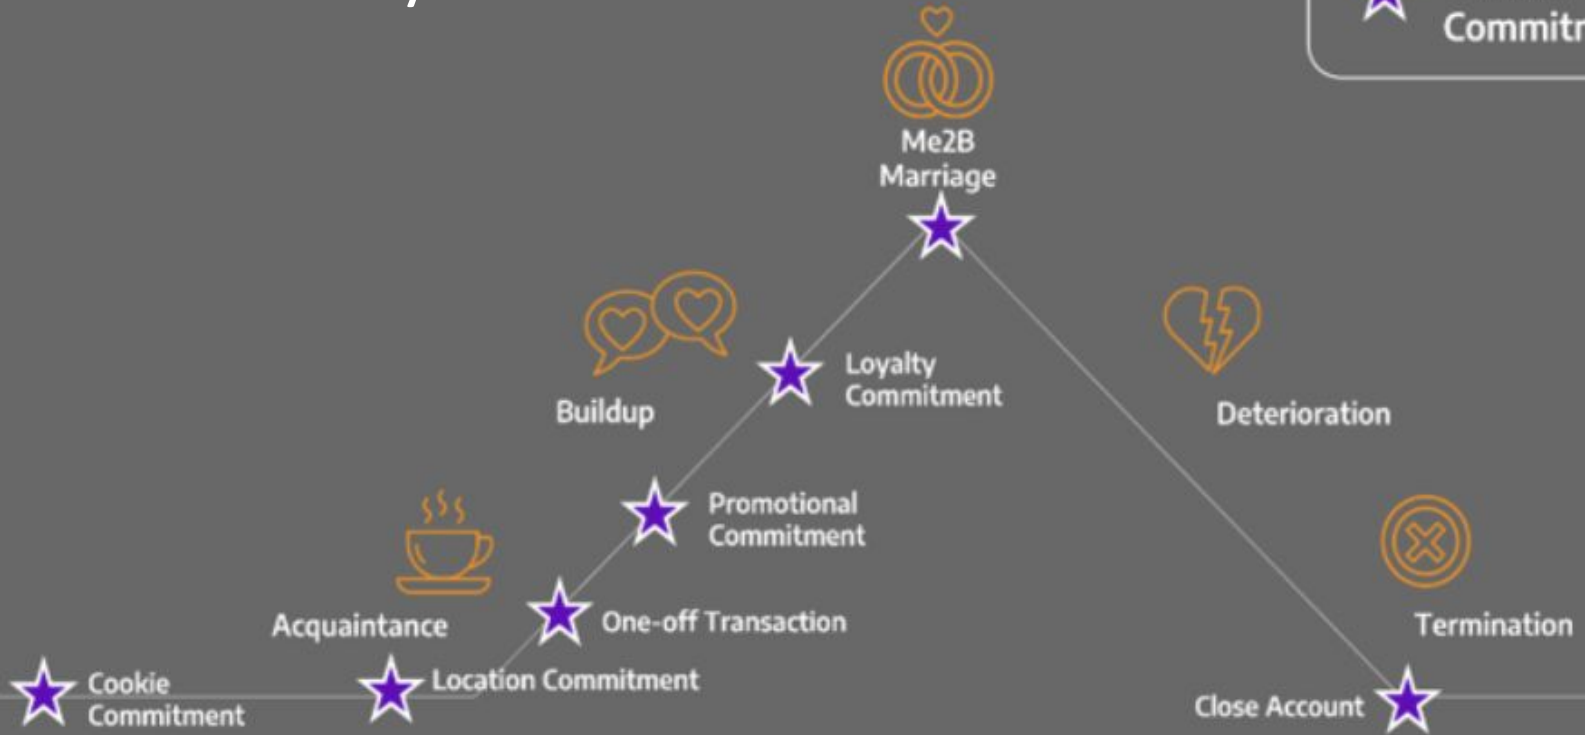 Me2B
Marriage
Loyalty
Commitment
Buildup
Deterioration
Promotional
Commitment
Acquaintance
One-off Transaction
Termination
Cookie
Commitment
Location Commitment
Close Account